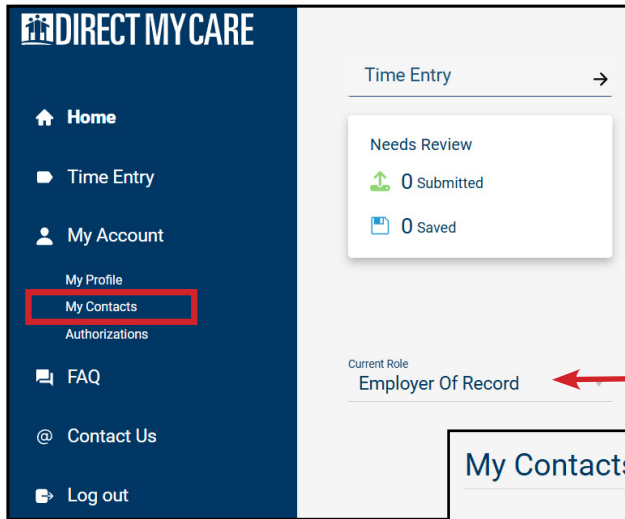 DIRECT MY CARE
Home
Time Entry
My Account
My Profile
My Contacts
Authorizations
FAQ
@ Contact Us
Log out
Time Entry
Needs Review
0 Submitted
0 Saved
Current Role
Employer Of Record
My Contacts